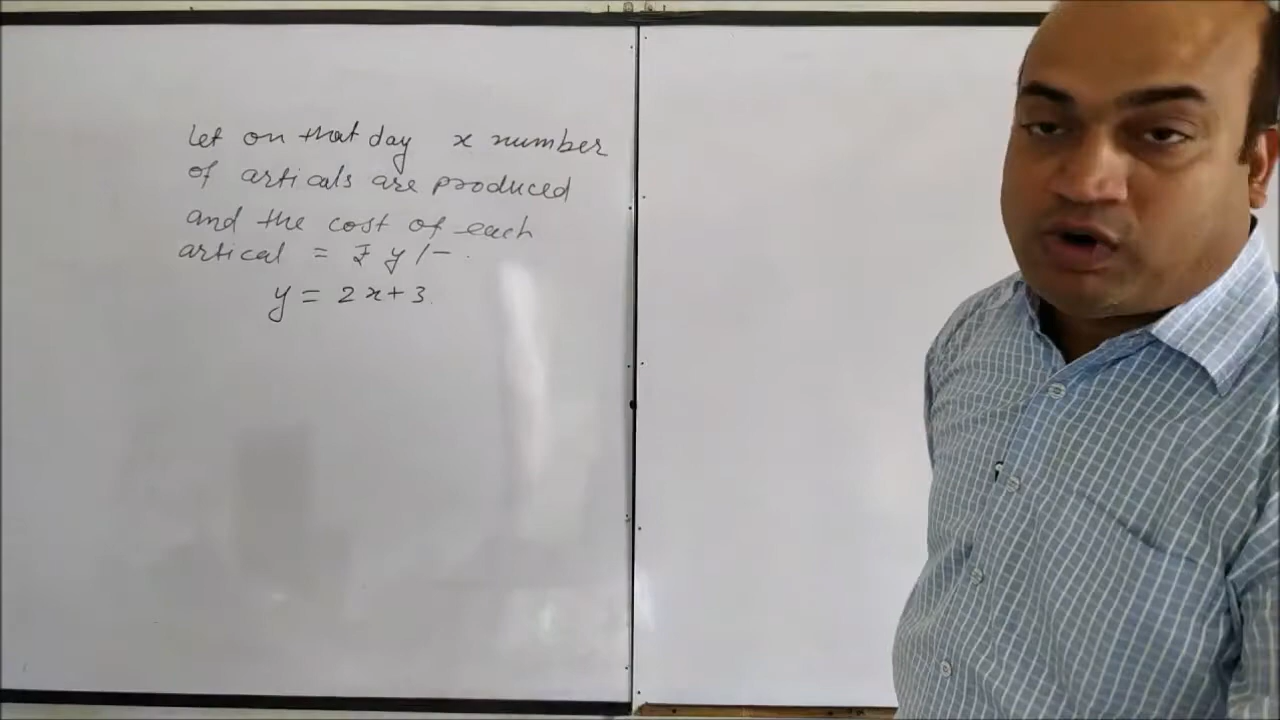 Let on that day x number
of articals are produced
and the cost of each
artical = ₹ y /-.
y = 2x+3.